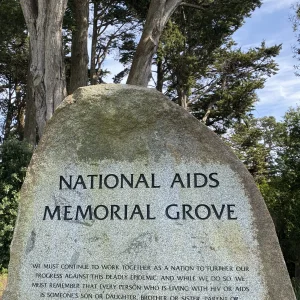 NATIONAL AIDS
MEMORIAL GROVE
WE MUST CONTINUE TO WORK TOGETHER AS A NATION TO FURTHER OUR
PROGRESS AGAINST THIS DEADLY EPIDEMIC. AND WHILE WE DO SO, WE
MUST REMEMBER THAT EVERY PERSON WHO IS LIVING WITH HIV OR AIDS
IS SOMEONE'S SON OR DAUGHTER, BROTHER OR SISTER, PARENT OR